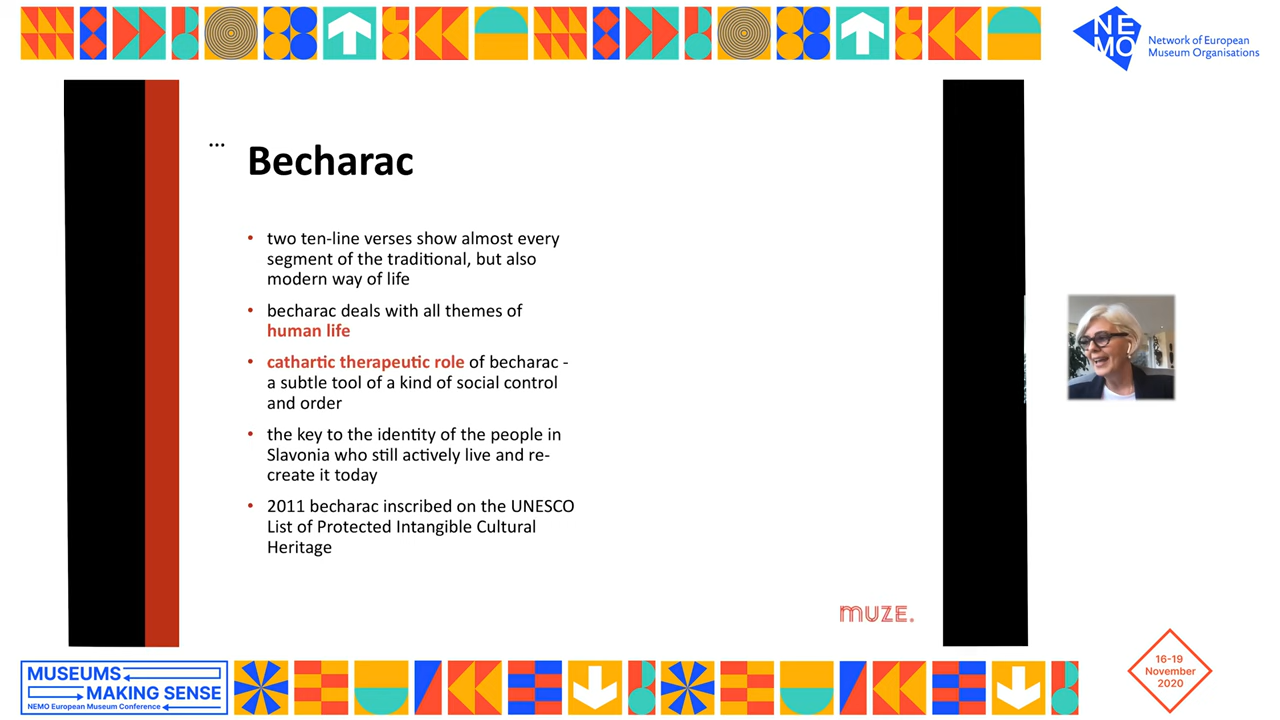 NE
MO
Network of European
Museum Organisations
...
Becharac
• two ten-line verses show almost every
segment of the traditional, but also
modern way of life
• becharac deals with all themes of
human life
• cathartic therapeutic role of becharac -
a subtle tool of a kind of social control
and order
• the key to the identity of the people in
Slavonia who still actively live and re-
create it today
• 2011 becharac inscribed on the UNESCO
List of Protected Intangible Cultural
Heritage
MUZE.
MUSEUMS
MAKING SENSE
NEMO European Museum Conference
16-19
November
2020